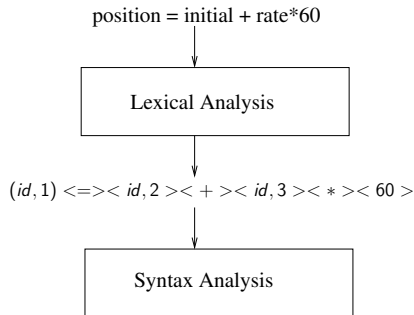 position = initial + rate*60
Lexical Analysis
(id, 1) <=>< id, 2 >< + >< id, 3 >< * >< 60 >
Syntax Analysis